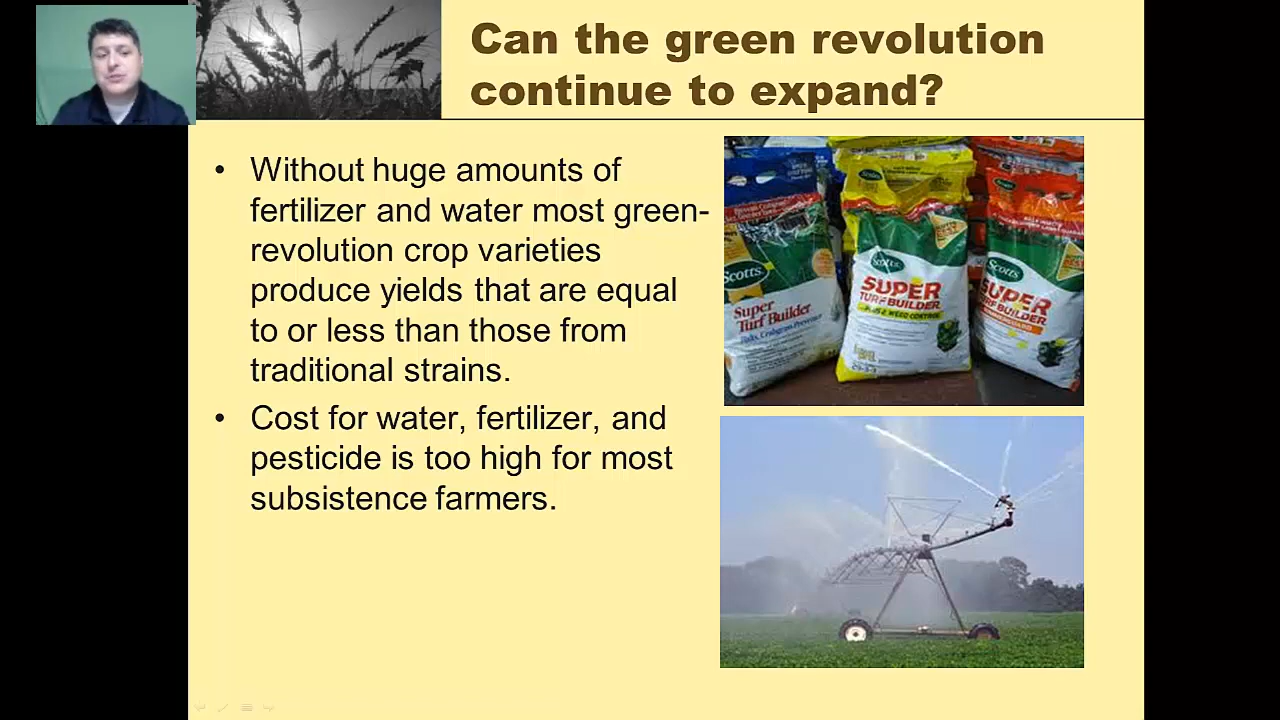 Can the green revolution
continue to expand?
• Without huge amounts of
fertilizer and water most green-
revolution crop varieties
produce yields that are equal
to or less than those from
traditional strains.
• Cost for water, fertilizer, and
pesticide is too high for most
subsistence farmers.
Scotts
Super
Turf Builder
Scotts
SUPER
TURF BUILDER
Scotts
SUPER
TURF BUILDER